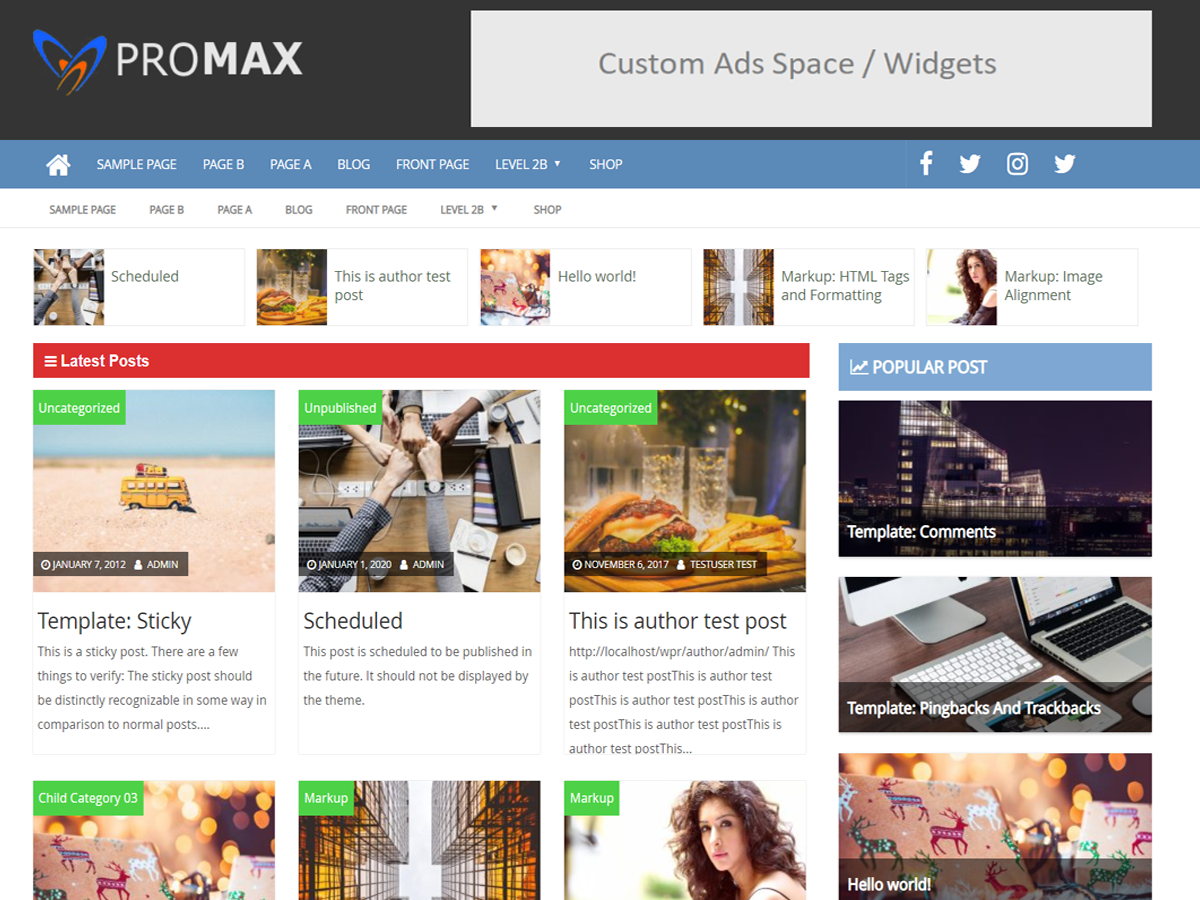 PROMAX
Custom Ads Space / Widgets
SAMPLE PAGE PAGE B PAGE A BLOG FRONT PAGE LEVEL 2B ▼ SHOP
SAMPLE PAGE PAGE B PAGE A BLOG FRONT PAGE LEVEL 2B ▼ SHOP
Scheduled
This is author test
post
Hello world!
Markup: HTML Tags
and Formatting
Markup: Image
Alignment
Latest Posts
Uncategorized
JANUARY 7, 2012 ADMIN
Template: Sticky
This is a sticky post. There are a few
things to verify: The sticky post should
be distinctly recognizable in some way in
comparison to normal posts....
Unpublished
JANUARY 1, 2020 ADMIN
Scheduled
This post is scheduled to be published in
the future. It should not be displayed by
the theme.
Uncategorized
NOVEMBER 6, 2017 TESTUSER TEST
This is author test post
http://localhost/wpr/author/admin/ This
is author test postThis is author test
postThis is author test postThis is author
test postThis is author test postThis is
author test postThis...
Child Category 03
Markup
Markup
POPULAR POST
Template: Comments
Template: Pingbacks And Trackbacks
Hello world!